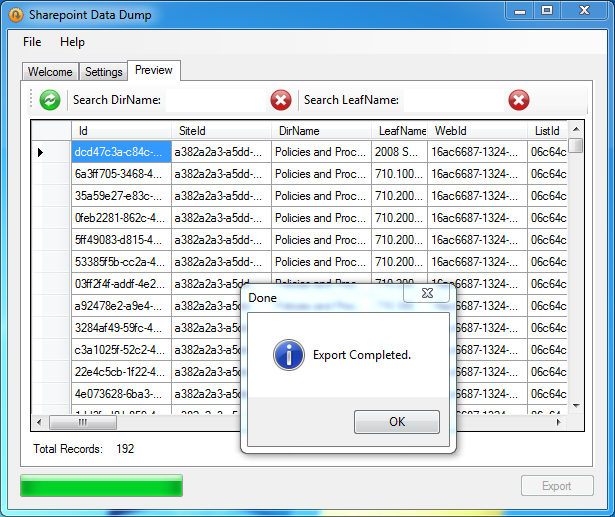 Sharepoint Data Dump
File Help
Welcome Settings Preview
Search DirName: Search LeafName:
Id SiteId DirName LeafName WebId ListId
dcd47c3a-c84c-... a382a2a3-a5dd-... Policies and Proc... 2008 S... 16ac6687-1324-... 06c64c
6a3ff705-3468-4... a382a2a3-a5dd-... Policies and Proc... 710.100... 16ac6687-1324-... 06c64c
35a59e27-e83c-... a382a2a3-a5dd-... Policies and Proc... 710.200... 16ac6687-1324-... 06c64c
0feb2281-862c-4... a382a2a3-a5dd-... Policies and Proc... 710.200... 16ac6687-1324-... 06c64c
5ff49083-d815-4... a382a2a3-a5dd-... Policies and Proc... 710.200... 16ac6687-1324-... 06c64c
53385f5b-cc2a-4... a382a2a3-a5dd-... Policies and Proc... 710.200... 16ac6687-1324-... 06c64c
03ff2f4f-addf-4e2... a382a2a3-a5dd-... Policies and Proc... 710.200... 16ac6687-1324-... 06c64c
a92478e2-a9e4-... a382a2a3-a5dd-... 16ac6687-1324-... 06c64c
3284af49-59fc-4... a382a2a3-a5dd-... 16ac6687-1324-... 06c64c
c3a1025f-52c2-4... a382a2a3-a5dd-... 16ac6687-1324-... 06c64c
22e4c5cb-1f22-4... a382a2a3-a5dd-... 16ac6687-1324-... 06c64c
4e073628-6ba3-... a382a2a3-a5dd-... 16ac6687-1324-... 06c64c
Done
Export Completed.
OK
Total Records: 192
Export